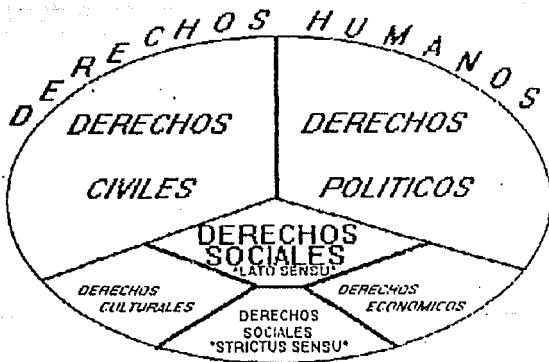 DERECHOS HUMANOS
DERECHOS
CIVILES
DERECHOS
POLITICOS
DERECHOS
SOCIALES
"LATO SENSU"
DERECHOS
CULTURALES
DERECHOS
SOCIALES
"STRICTUS SENSU"
DERECHOS
ECONOMICOS